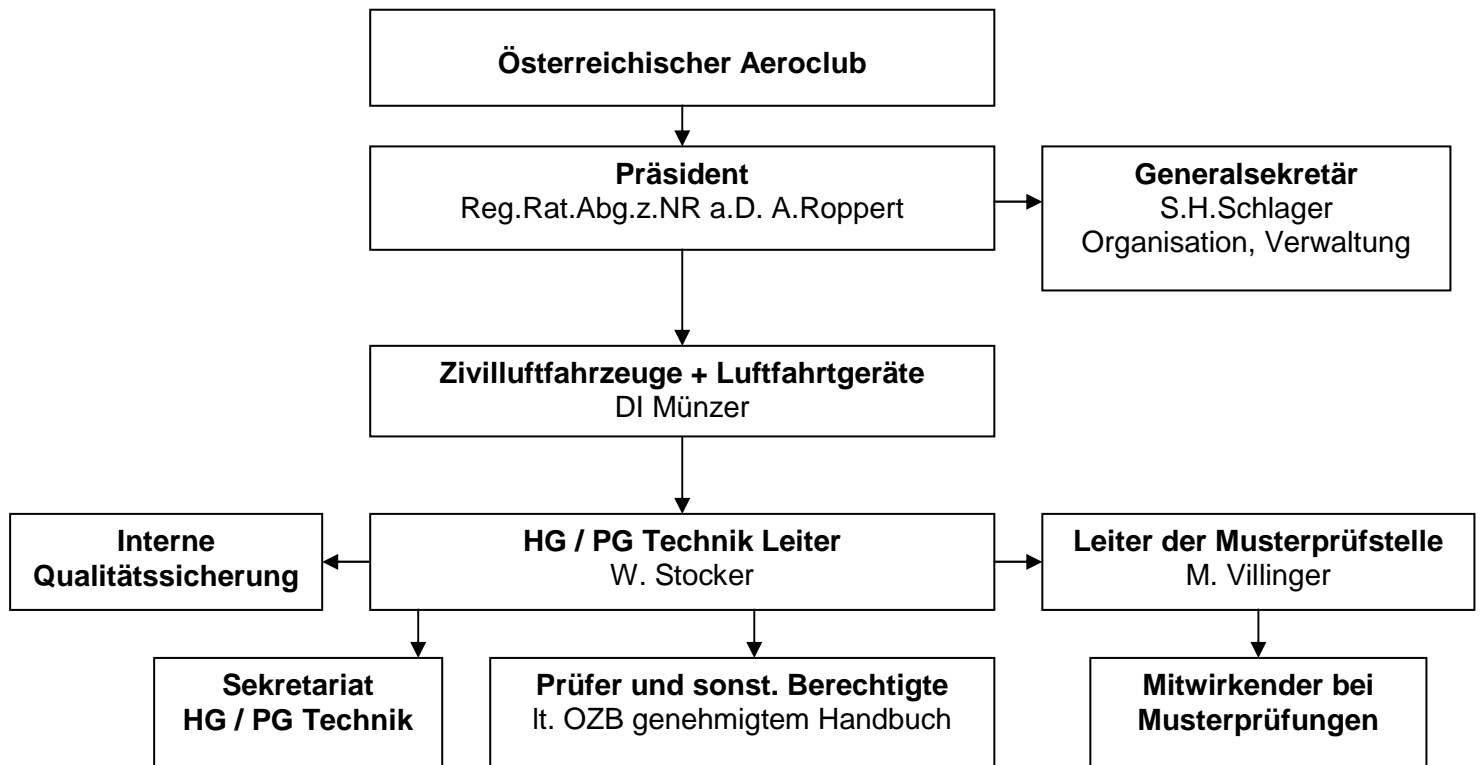 Österreichischer Aeroclub
Präsident
Reg.Rat.Abg.z.NR a.D. A.Roppert
Generalsekretär
S.H.Schlager
Organisation, Verwaltung
Zivilluftfahrzeuge + Luftfahrtgeräte
DI Münzer
Interne
Qualitätssicherung
HG / PG Technik Leiter
W. Stocker
Leiter der Musterprüfstelle
M. Villinger
Sekretariat
HG / PG Technik
Prüfer und sonst. Berechtigte
lt. OZB genehmigtem Handbuch
Mitwirkender bei
Musterprüfungen